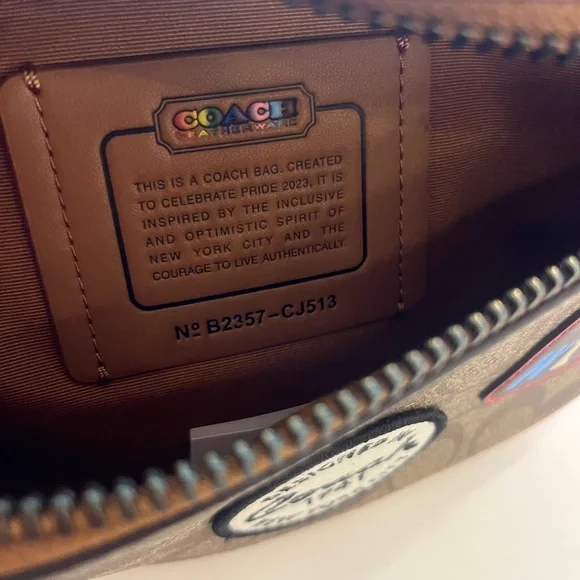 COACH
LEATHERWARE
THIS IS A COACH BAG. CREATED
TO CELEBRATE PRIDE 2023, IT IS
INSPIRED BY THE INCLUSIVE
AND OPTIMISTIC SPIRIT OF
NEW YORK CITY AND THE
COURAGE TO LIVE AUTHENTICALLY.
Nº B2357-CJ513